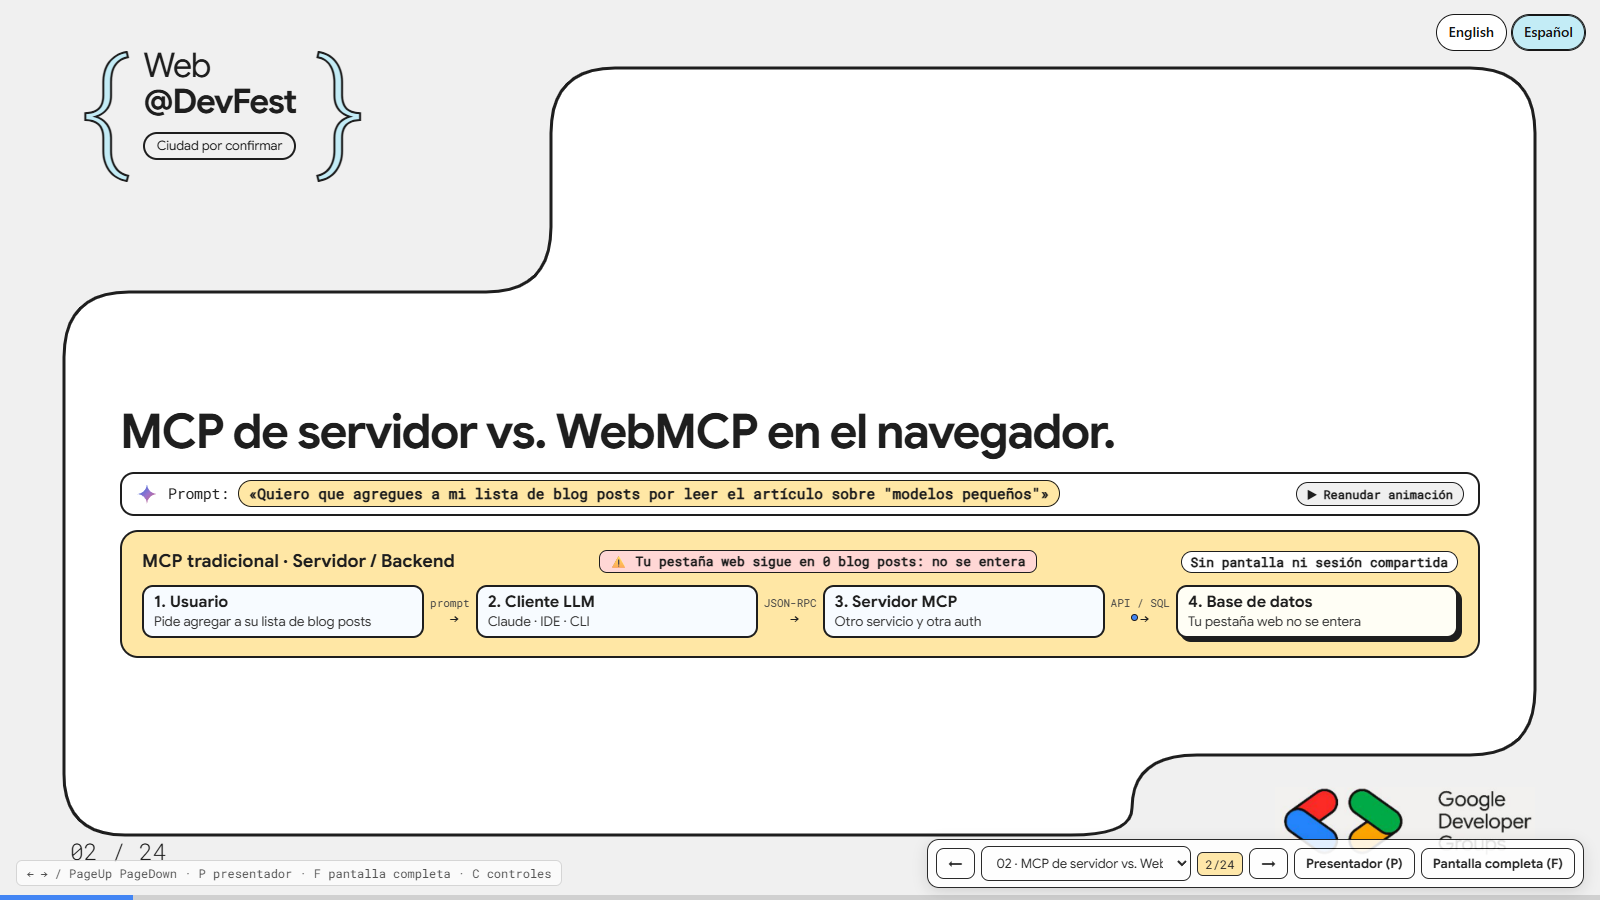 English
Español
Web
@DevFest
Ciudad por confirmar
MCP de servidor vs. WebMCP en el navegador.
Prompt: «Quiero que agregues a mi lista de blog posts por leer el artículo sobre "modelos pequeños"»
▶ Reanudar animación
MCP tradicional · Servidor / Backend
⚠️ Tu pestaña web sigue en 0 blog posts: no se entera
Sin pantalla ni sesión compartida
1. Usuario
Pide agregar a su lista de blog posts
prompt
→
2. Cliente LLM
Claude · IDE · CLI
JSON-RPC
→
3. Servidor MCP
Otro servicio y otra auth
API / SQL
→
4. Base de datos
Tu pestaña web no se entera
Google
Developer
Groups
02 / 24
← → / PageUp PageDown · P presentador · F pantalla completa · C controles
←
02 · MCP de servidor vs. Wet
2/24
→
Presentador (P)
Pantalla completa (F)